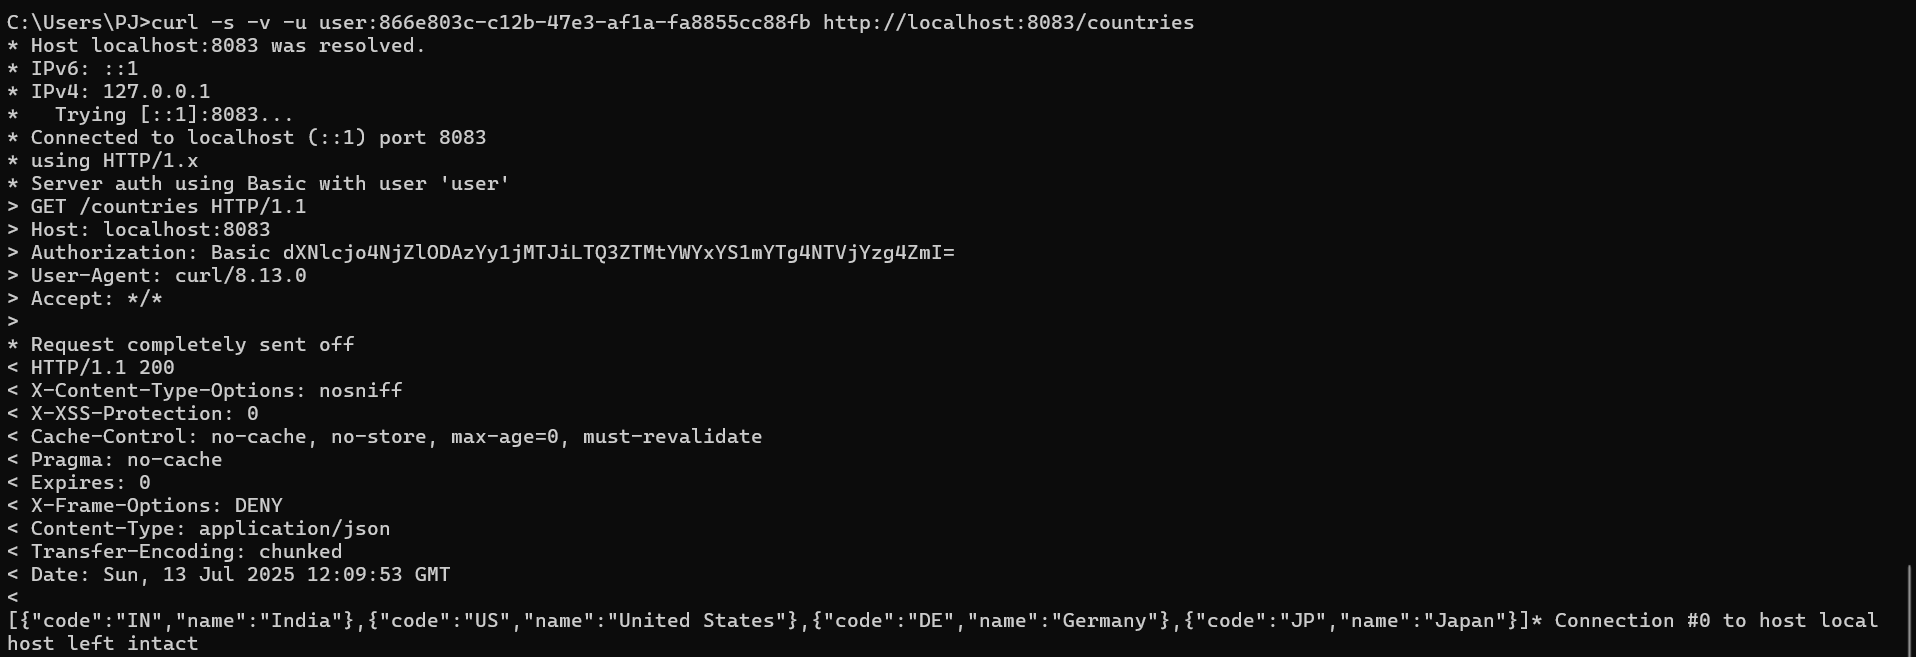 C:\Users\PJ>curl -s -v -u user:866e803c-c12b-47e3-af1a-fa8855cc88fb http://localhost:8083/countries
* Host localhost:8083 was resolved.
* IPv6: ::1
* IPv4: 127.0.0.1
*   Trying [::1]:8083...
* Connected to localhost (::1) port 8083
* using HTTP/1.x
* Server auth using Basic with user 'user'
> GET /countries HTTP/1.1
> Host: localhost:8083
> Authorization: Basic dXNlcjo4NjZlODAzYy1jMTJiLTQ3ZTMtYWYxYS1mYTg4NTVjYzg4ZmI=
> User-Agent: curl/8.13.0
> Accept: */*
>
* Request completely sent off
< HTTP/1.1 200
< X-Content-Type-Options: nosniff
< X-XSS-Protection: 0
< Cache-Control: no-cache, no-store, max-age=0, must-revalidate
< Pragma: no-cache
< Expires: 0
< X-Frame-Options: DENY
< Content-Type: application/json
< Transfer-Encoding: chunked
< Date: Sun, 13 Jul 2025 12:09:53 GMT
<
[{"code":"IN","name":"India"},{"code":"US","name":"United States"},{"code":"DE","name":"Germany"},{"code":"JP","name":"Japan"}]* Connection #0 to host local
host left intact